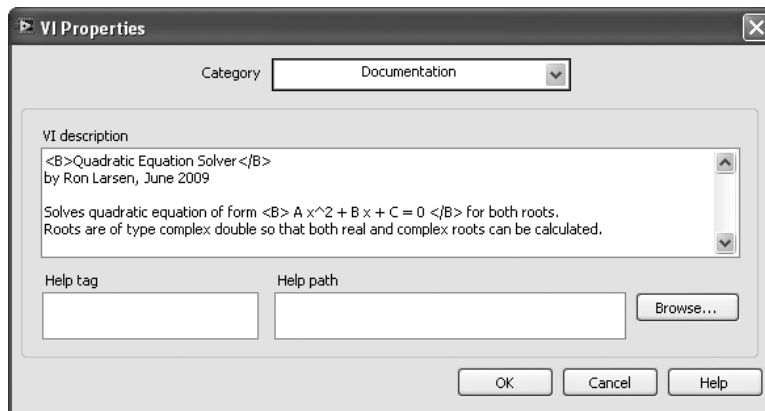 VI Properties
Category
Documentation
VI description
<B>Quadratic Equation Solver</B>
by Ron Larsen, June 2009
Solves quadratic equation of form <B> A x^2 + B x + C = 0 </B> for both roots.
Roots are of type complex double so that both real and complex roots can be calculated.
Help tag
Help path
Browse...
OK
Cancel
Help